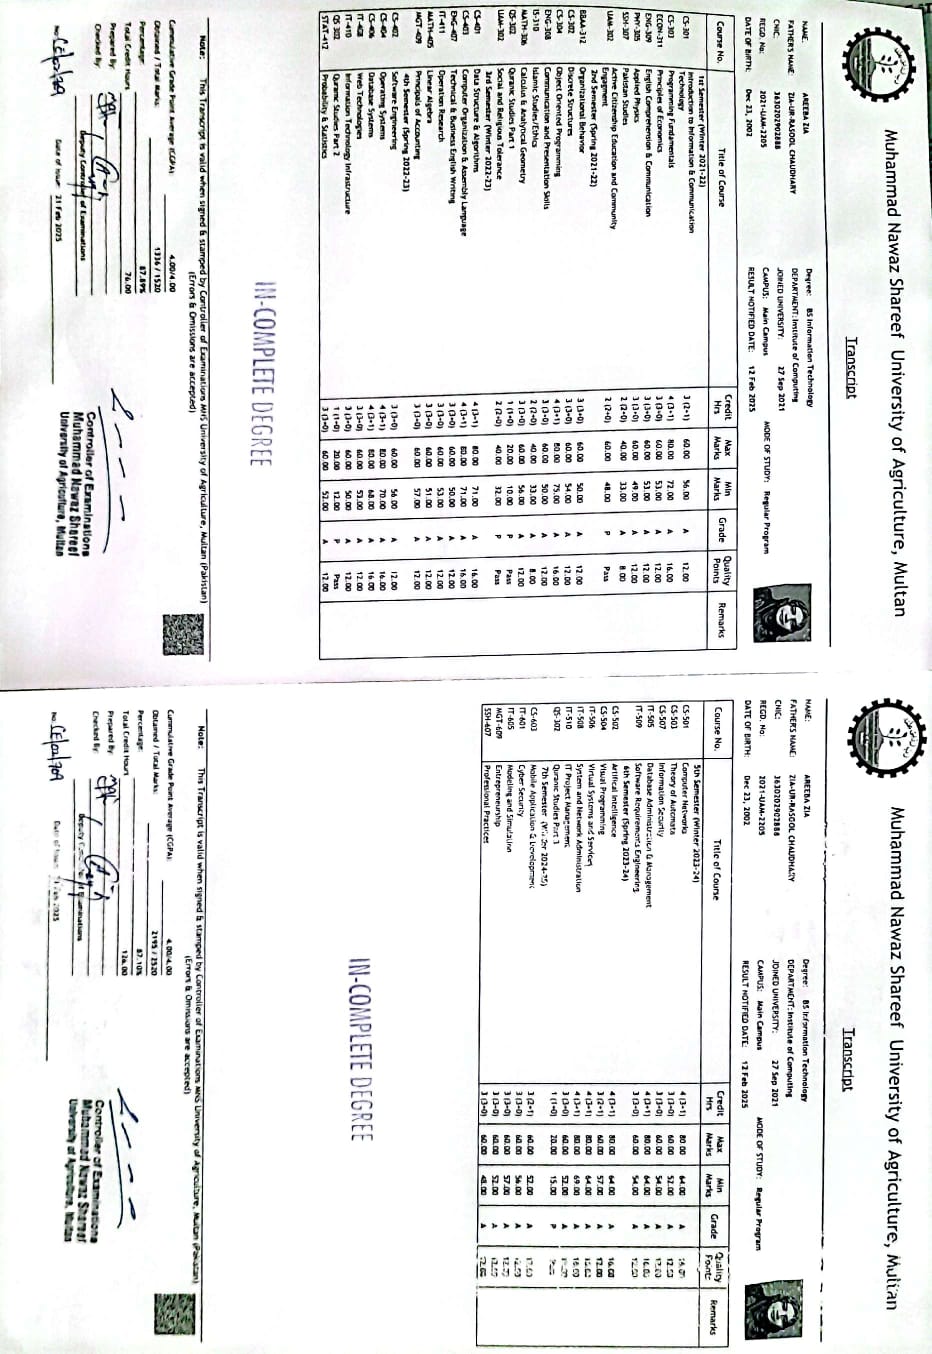 Muhammad Nawaz Shareef University of Agriculture, Multan
Transcript
NAME: AREEBA ZIA
FATHER'S NAME: ZIA-UR-RASOOL CHAUDHARY
CNIC: 3630202902888
REGD. No: 2021-UAM-2205
DATE OF BIRTH: Dec 23, 2002
Degree: BS Information Technology
DEPARTMENT: Institute of Computing
JOINED UNIVERSITY: 27 Sep 2021
CAMPUS: Main Campus MODE OF STUDY: Regular Program
RESULT NOTIFIED DATE: 12 Feb 2025
Course No. Title of Course Credit Hrs Max Marks Min Marks Grade Quality Points Remarks
1st Semester (Winter 2021-22)
CS-301 Introduction to Information & Communication Technology 3 (2-1) 60.00 56.00 A 12.00
CS-303 Programming Fundamentals 4 (3-1) 80.00 72.00 A 16.00
ECON-311 Principles of Economics 3 (3-0) 60.00 53.00 A 12.00
ENG-309 English Comprehension & Communication 3 (3-0) 60.00 53.00 A 12.00
PHY-305 Applied Physics 3 (3-0) 60.00 49.00 A 12.00
SSH-307 Pakistan Studies 2 (2-0) 40.00 33.00 A 8.00
UAM-302 Active Citizenship Education and Community Engagment 2 (2-0) 60.00 48.00 P Pass
2nd Semester (Spring 2021-22)
BBAA-312 Organizational Behavior 3 (3-0) 60.00 50.00 A 12.00
CS-302 Discrete Structures 3 (3-0) 60.00 54.00 A 12.00
CS-304 Object Oriented Programming 4 (3-1) 80.00 75.00 A 16.00
ENG-308 Communication and Presentation Skills 3 (3-0) 60.00 50.00 A 12.00
IS-310 Islamic Studies/Ethics 2 (2-0) 40.00 33.00 A 8.00
MATH-306 Calculus & Analytical Geometry 3 (3-0) 60.00 56.00 A 12.00
QS-302 Quranic Studies Part 1 1 (1-0) 20.00 10.00 P Pass
UAM-302 Social and Religious Tolerance 2 (2-0) 40.00 32.00 P Pass
3rd Semester (Winter 2022-23)
CS-401 Data Structure & Algorithms 4 (3-1) 80.00 71.00 A 16.00
CS-403 Computer Organization & Assembly Language 4 (3-1) 80.00 71.00 A 16.00
ENG-407 Technical & Business English Writing 3 (3-0) 60.00 50.00 A 12.00
IT-411 Operation Research 3 (3-0) 60.00 53.00 A 12.00
MATH-405 Linear Algebra 3 (3-0) 60.00 51.00 A 12.00
MGT-409 Principals of Accounting 3 (3-0) 60.00 57.00 A 12.00
4th Semester (Spring 2022-23)
CS-402 Software Engineering 3 (3-0) 60.00 56.00 A 12.00
CS-404 Operating Systems 4 (3-1) 80.00 70.00 A 16.00
CS-406 Database Systems 4 (3-1) 80.00 68.00 A 16.00
IT-408 Web Technologies 3 (3-0) 60.00 53.00 A 12.00
IT-410 Information Technology Infrastructure 3 (3-0) 60.00 50.00 A 12.00
QS 302 Quranic Studies Part 2 1 (1-0) 20.00 12.00 P Pass
STAT-412 Probability & Statistics 3 (3-0) 60.00 52.00 A 12.00
IN-COMPLETE DEGREE
Note: This Transcript is valid when signed & stamped by Controller of Examinations MNS University of Agriculture, Multan (Pakistan)
(Errors & Omissions are accepted)
Cummulative Grade Point Average (CGPA): 4.00/4.00
Obtained / Total Marks: 1336 / 1520
Percentage: 87.89%
Total Credit Hours 76.00
Prepared By:
Checked By:
Deputy Controller of Examinations
No. CE/02/709
Date of Issue: 21 Feb 2025
Controller of Examinations
Muhammad Nawaz Shareef
University of Agriculture, Multan
Muhammad Nawaz Shareef University of Agriculture, Multan
Transcript
NAME: AREEBA ZIA
FATHER'S NAME: ZIA-UR-RASOOL CHAUDHARY
CNIC: 3630202902888
REGD. No: 2021-UAM-2205
DATE OF BIRTH: Dec 23, 2002
Degree: BS Information Technology
DEPARTMENT: Institute of Computing
JOINED UNIVERSITY: 27 Sep 2021
CAMPUS: Main Campus MODE OF STUDY: Regular Program
RESULT NOTIFIED DATE: 12 Feb 2025
Course No. Title of Course Credit Hrs Max Marks Min Marks Grade Quality Points Remarks
5th Semester (Winter 2023-24)
CS-501 Computer Networks 4 (3-1) 80.00 64.00 A
CS-503 Theory of Automata 3 (3-0) 60.00 52.00 A
CS-507 Information Security 3 (3-0) 60.00 54.00 A
IT-505 Database Administration & Management 4 (3-1) 80.00 64.00 A 16.00
IT-509 Software Requirements Engineering 3 (3-0) 60.00 54.00 A
6th Semester (Spring 2023-24)
CS-502 Artifical Intelligence 4 (3-1) 80.00 64.00 A 16.00
CS-504 Visual Programming 3 (2-1) 60.00 57.00 A 12.00
IT-506 Virtual Systems and Services 4 (3-1) 80.00 64.00 A
IT-508 System and Network Administration 4 (3-1) 80.00 69.00 A 16.00
IT-510 IT Project Management 3 (3-0) 60.00 52.00 A
QS-302 Quranic Studies Part 3 1 (1-0) 20.00 15.00 P
7th Semester (Winter 2024-25)
CS-603 Mobile Application & Development 3 (2-1) 60.00 52.00 A
IT-601 Cyber Security 3 (3-0) 60.00 56.00 A
IT-605 Modeling and Simulation 3 (3-0) 60.00 57.00 A
MGT-609 Entrepreneurship 3 (3-0) 60.00 52.00 A
SSH-607 Professional Practices 3 (3-0) 60.00 48.00 A
IN-COMPLETE DEGREE
Note: This Transcript is valid when signed & stamped by Controller of Examinations MNS University of Agriculture, Multan (Pakistan)
(Errors & Omissions are accepted)
Cummulative Grade Point Average (CGPA): 4.00/4.00
Obtained / Total Marks: 2195 / 2520
Percentage: 87.10%
Total Credit Hours 126.00
Prepared By:
Checked By:
Deputy Examinations
No. CE/02/709
Date of Issue: 21 Feb 2025
Controller of Examinations
Muhammad Nawaz Shareef
University of Agriculture, Multan